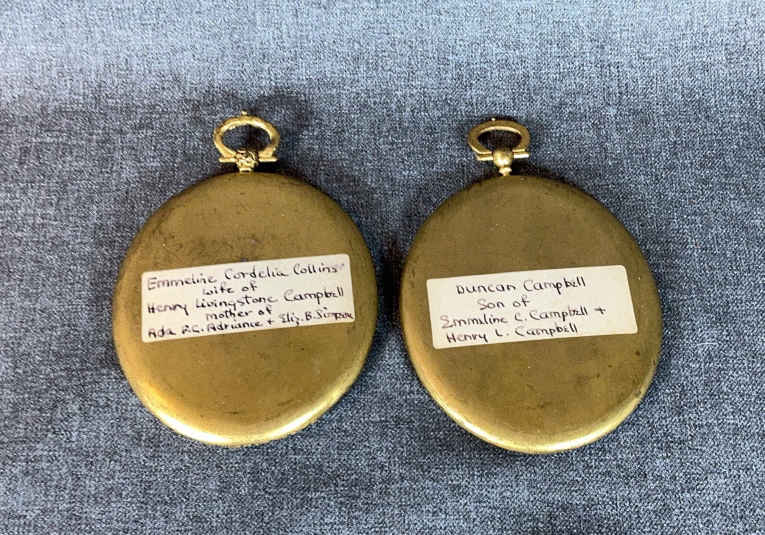 Emmeline Cordelia Collins
wife of
Henry Livingstone Campbell
mother of
Ada P.C. Adriance + Eliz. B. Simpson
Duncan Campbell
Son of
Emmline C. Campbell +
Henry L. Campbell